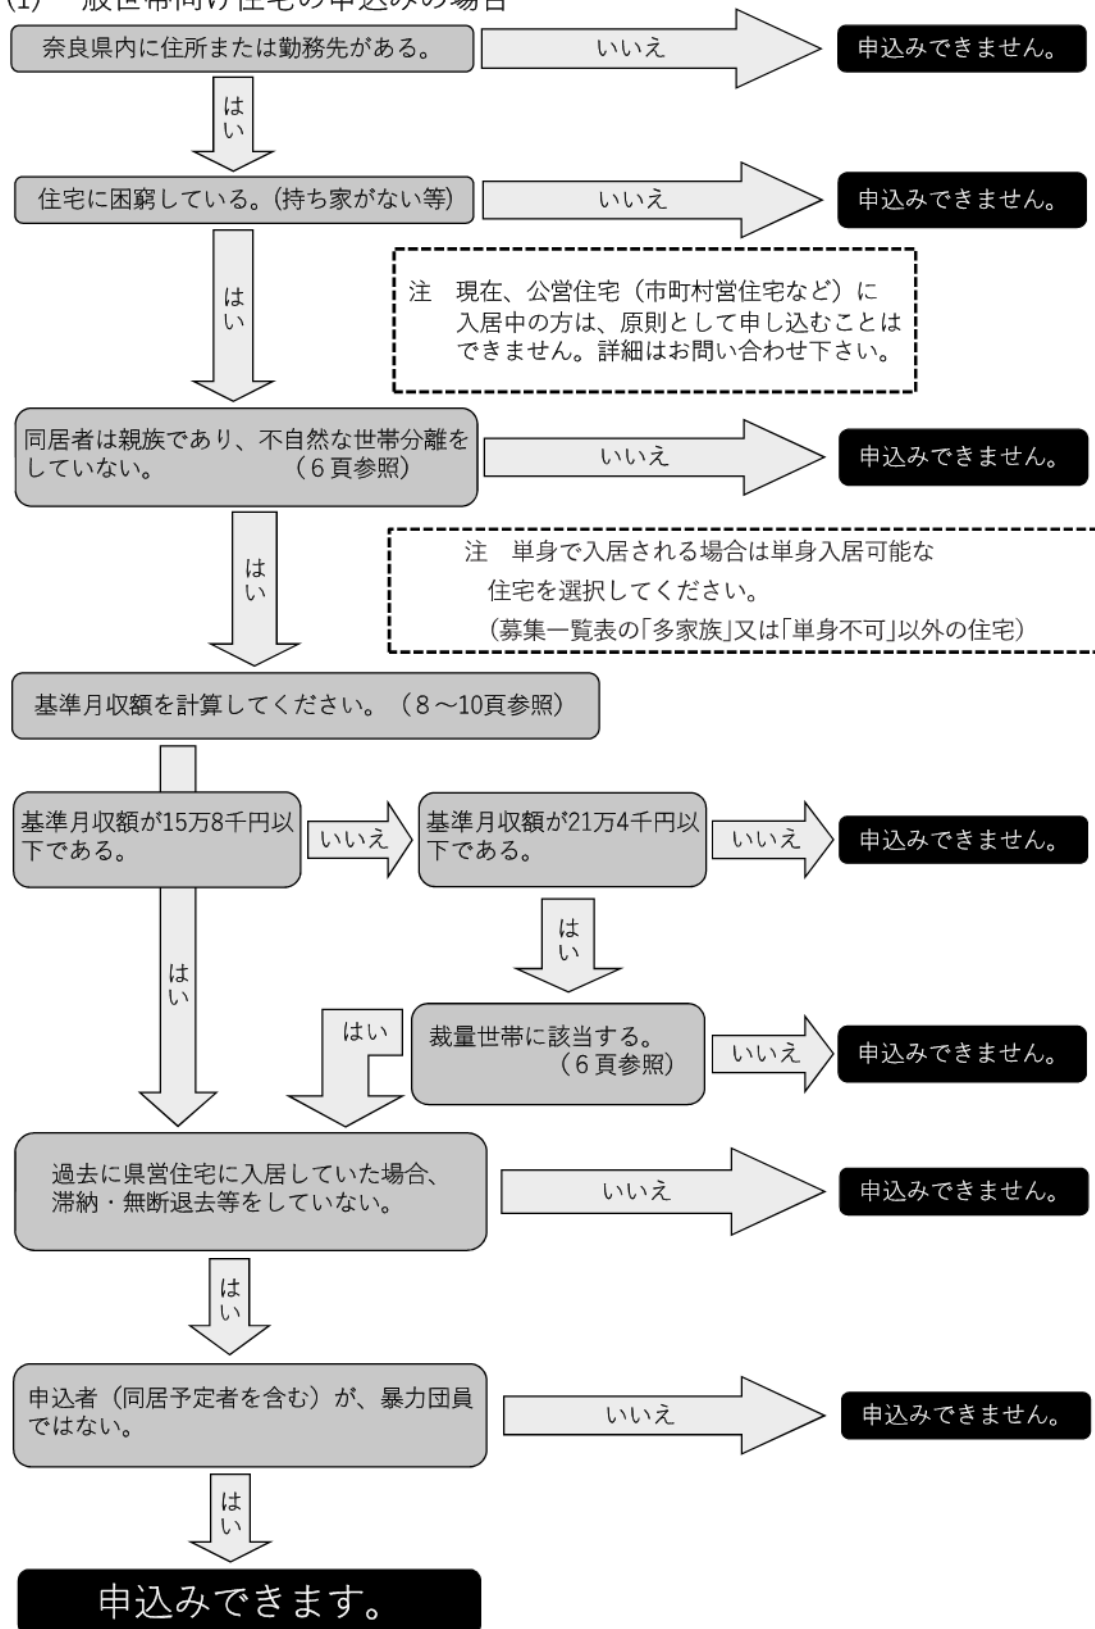 (1)　一般世帯向け住宅の申込みの場合
奈良県内に住所または勤務先がある。
いいえ
申込みできません。
はい
住宅に困窮している。(持ち家がない等)
いいえ
申込みできません。
はい
注　現在、公営住宅（市町村営住宅など）に
入居中の方は、原則として申し込むことは
できません。詳細はお問い合わせ下さい。
同居者は親族であり、不自然な世帯分離を
していない。　　　　　　（６頁参照）
いいえ
申込みできません。
はい
注　単身で入居される場合は単身入居可能な
住宅を選択してください。
（募集一覧表の「多家族」又は「単身不可」以外の住宅）
基準月収額を計算してください。（８～10頁参照）
基準月収額が15万8千円以
下である。
いいえ
基準月収額が21万4千円以
下である。
いいえ
申込みできません。
はい
はい
はい
裁量世帯に該当する。
（６頁参照）
いいえ
申込みできません。
過去に県営住宅に入居していた場合、
滞納・無断退去等をしていない。
いいえ
申込みできません。
はい
申込者（同居予定者を含む）が、暴力団員
ではない。
いいえ
申込みできません。
はい
申込みできます。